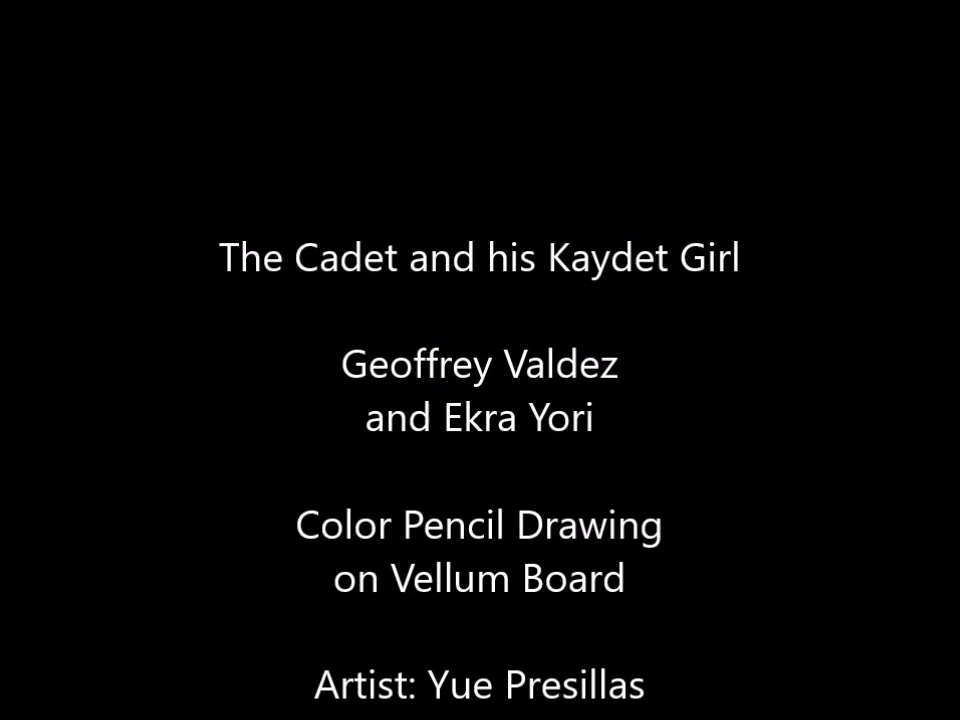 The Cadet and his Kaydet Girl
Geoffrey Valdez
and Ekra Yori
Color Pencil Drawing
on Vellum Board
Artist: Yue Presillas